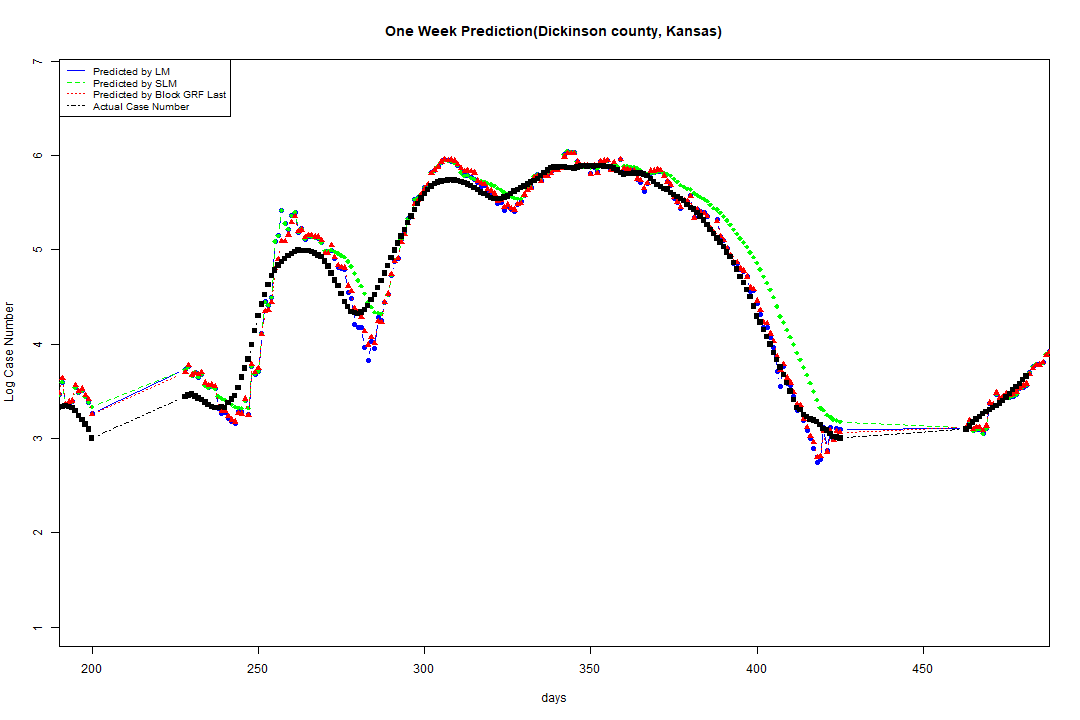 One Week Prediction(Dickinson county, Kansas)
Predicted by LM
Predicted by SLM
Predicted by Block GRF Last
Actual Case Number
7
6
5
4
3
2
1
Log Case Number
200 250 300 350 400 450
days